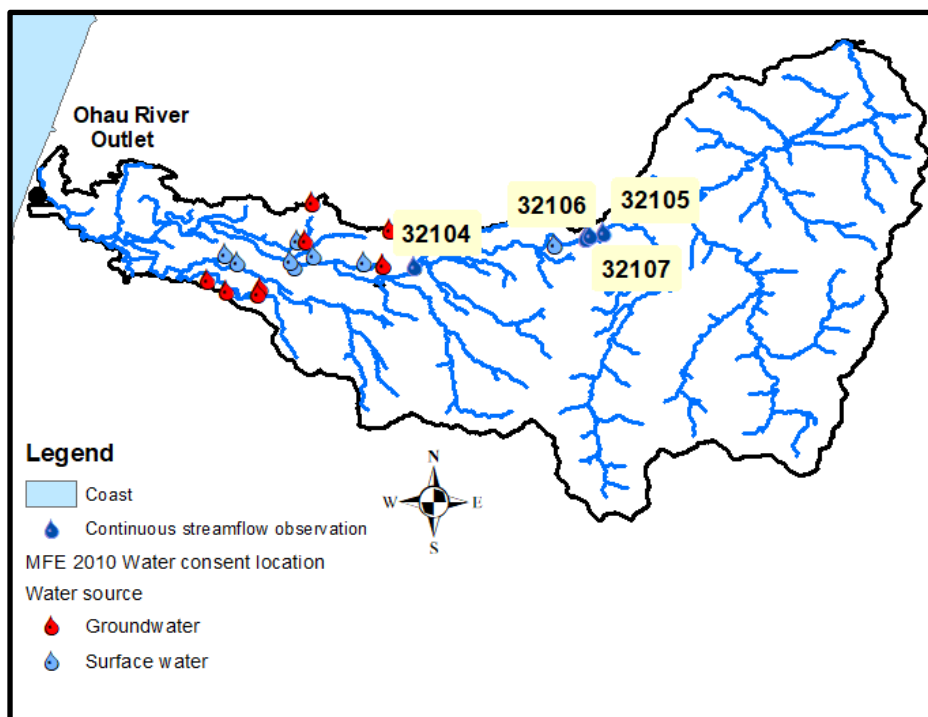 Ohau River
Outlet
32106
32105
32104
32107
Legend
Coast
Continuous streamflow observation
MFE 2010 Water consent location
Water source
Groundwater
Surface water
N
W
E
S